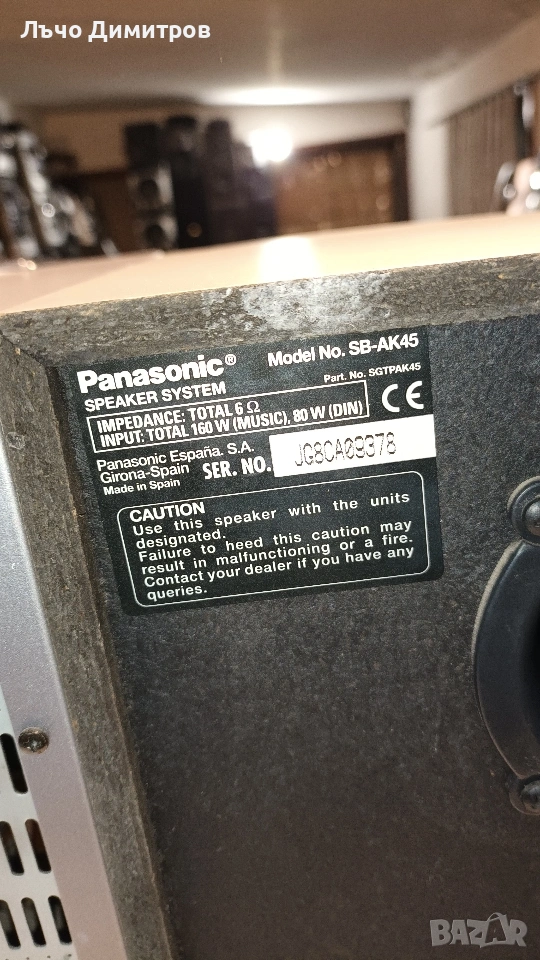 Лъчо Димитров
Panasonic® Model No. SB-AK45
SPEAKER SYSTEM Part. No. SGTPAK45
IMPEDANCE: TOTAL 6 Ω
INPUT: TOTAL 160 W (MUSIC), 80 W (DIN)
CE
Panasonic España. S.A.
Girona-Spain
Made in Spain
SER. NO. JG8CA09378
CAUTION
Use this speaker with the units
designated.
Failure to heed this caution may
result in malfunctioning or a fire.
Contact your dealer if you have any
queries.
BAZAR